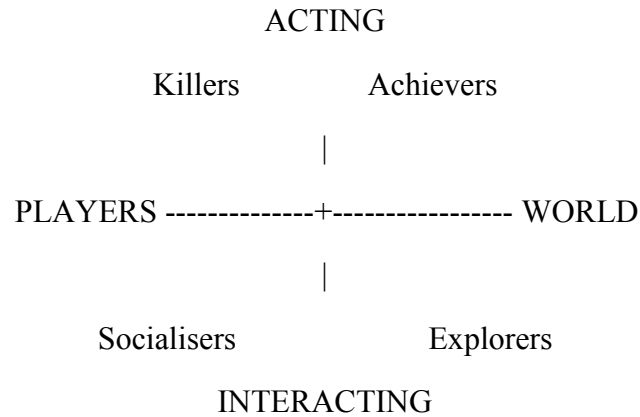 ACTING
Killers Achievers
|
PLAYERS --------------+----------------- WORLD
|
Socialisers Explorers
INTERACTING